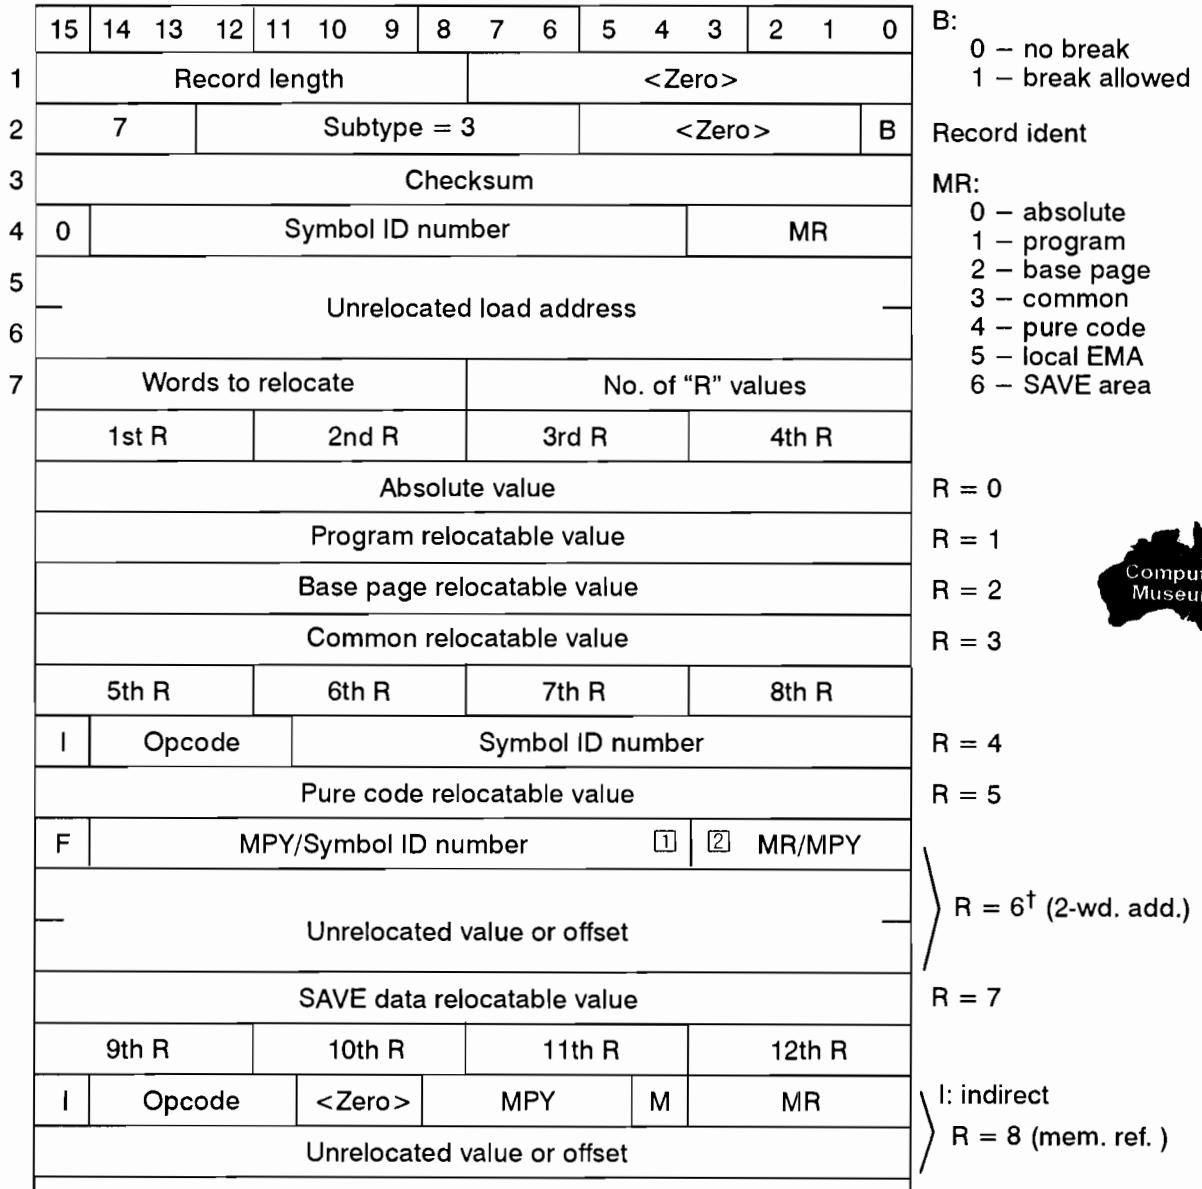 15 14 13 12 11 10 9 8 7 6 5 4 3 2 1 0 B:
0 – no break
1 Record length <Zero> 1 – break allowed
2 7 Subtype = 3 <Zero> B Record ident
3 Checksum MR:
4 0 Symbol ID number MR 0 – absolute
1 – program
2 – base page
5 3 – common
Unrelocated load address
6 4 – pure code
5 – local EMA
7 Words to relocate No. of “R” values 6 – SAVE area
1st R 2nd R 3rd R 4th R
Absolute value R = 0
Program relocatable value R = 1
Base page relocatable value R = 2
Common relocatable value R = 3
5th R 6th R 7th R 8th R
I Opcode Symbol ID number R = 4
Pure code relocatable value R = 5
F MPY/Symbol ID number 1 2 MR/MPY
R = 6† (2-wd. add.)
Unrelocated value or offset
SAVE data relocatable value R = 7
9th R 10th R 11th R 12th R
I Opcode <Zero> MPY M MR I: indirect
R = 8 (mem. ref. )
Unrelocated value or offset